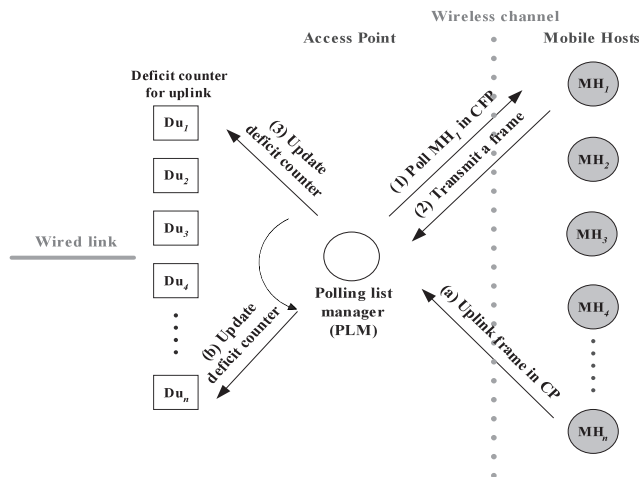 Wireless channel
Access Point
Mobile Hosts
Deficit counter
for uplink
Du1
Du2
Du3
Du4
Dun
Wired link
(3) Update
deficit counter
(1) Poll MH1 in CFP
(2) Transmit a frame
Polling list
manager
(PLM)
(b) Update
deficit counter
(a) Uplink frame in CP
MH1
MH2
MH3
MH4
MHn